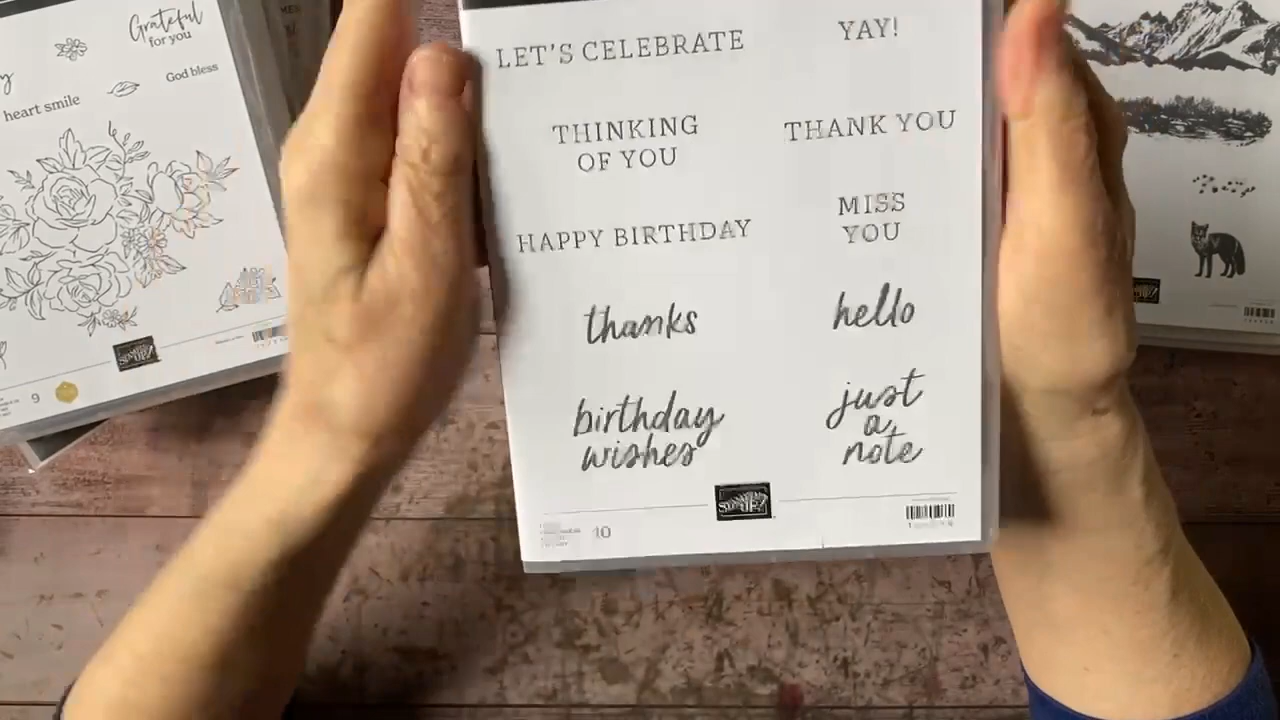 Grateful
for you
God bless
heart smile
9
LET'S CELEBRATE
YAY!
THINKING
OF YOU
THANK YOU
HAPPY BIRTHDAY
MISS
YOU
thanks
hello
birthday
wishes
just
a
note
10